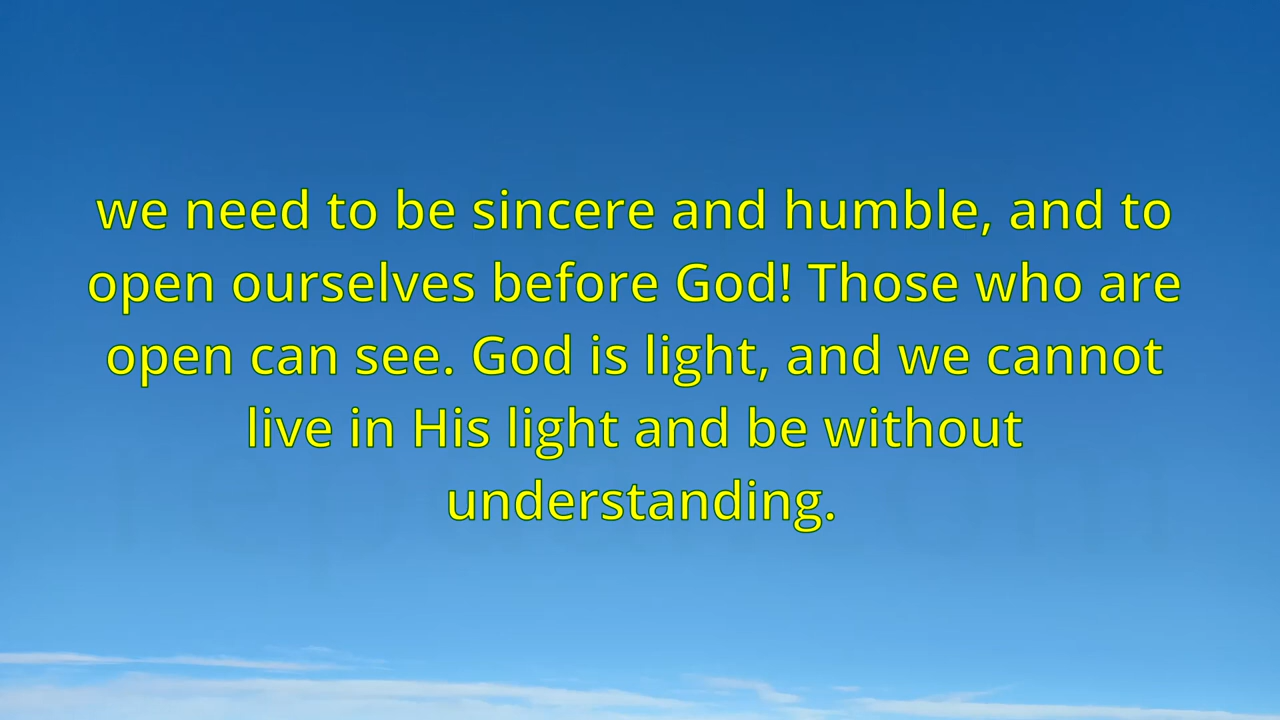 we need to be sincere and humble, and to
open ourselves before God! Those who are
open can see. God is light, and we cannot
live in His light and be without
understanding.